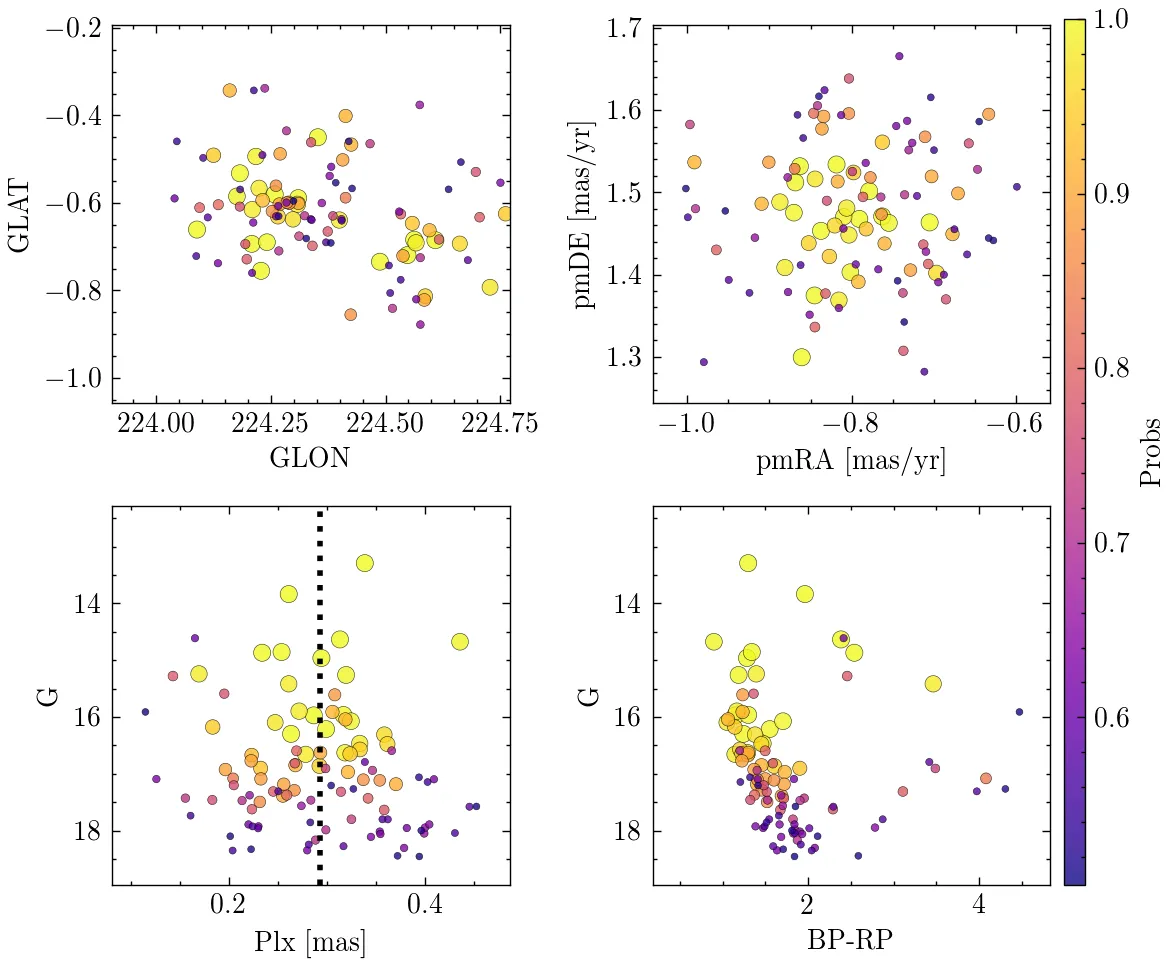 −0.2
−0.4
−0.6
−0.8
−1.0
GLAT
224.00 224.25 224.50 224.75
GLON
1.7
1.6
1.5
1.4
1.3
pmDE [mas/yr]
−1.0 −0.8 −0.6
pmRA [mas/yr]
1.0
0.9
0.8
0.7
0.6
Probs
14
16
18
G
0.2 0.4
Plx [mas]
14
16
18
G
2 4
BP-RP